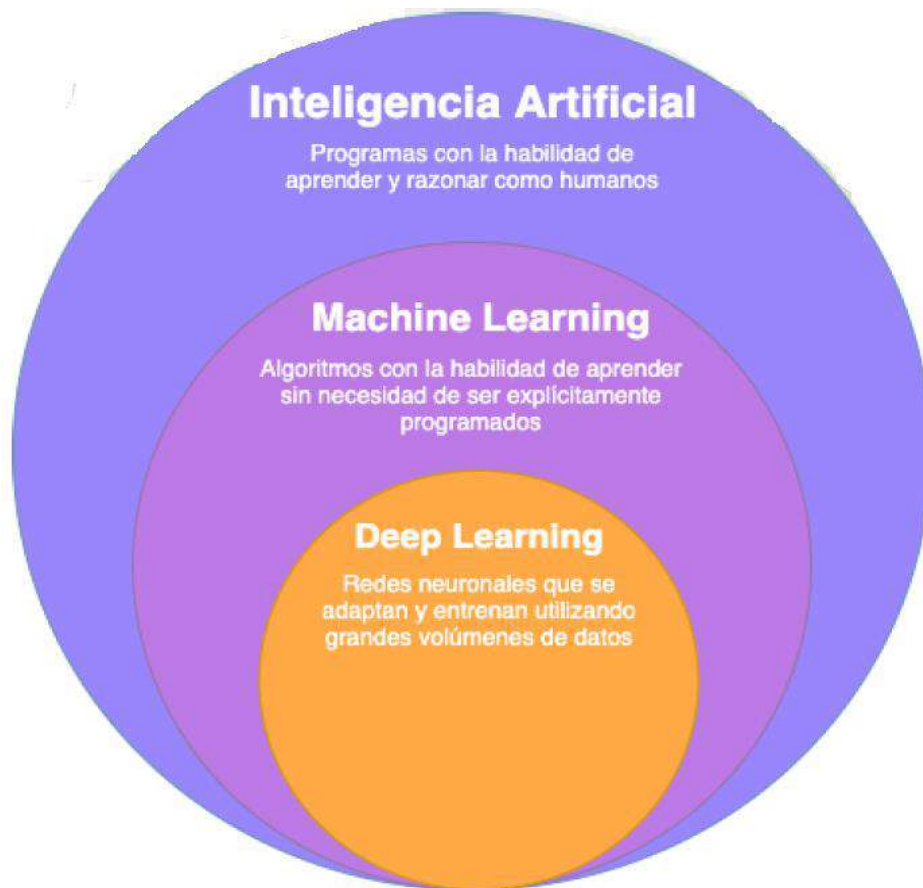 Inteligencia Artificial
Programas con la habilidad de
aprender y razonar como humanos
Machine Learning
Algoritmos con la habilidad de aprender
sin necesidad de ser explícitamente
programados
Deep Learning
Redes neuronales que se
adaptan y entrenan utilizando
grandes volúmenes de datos